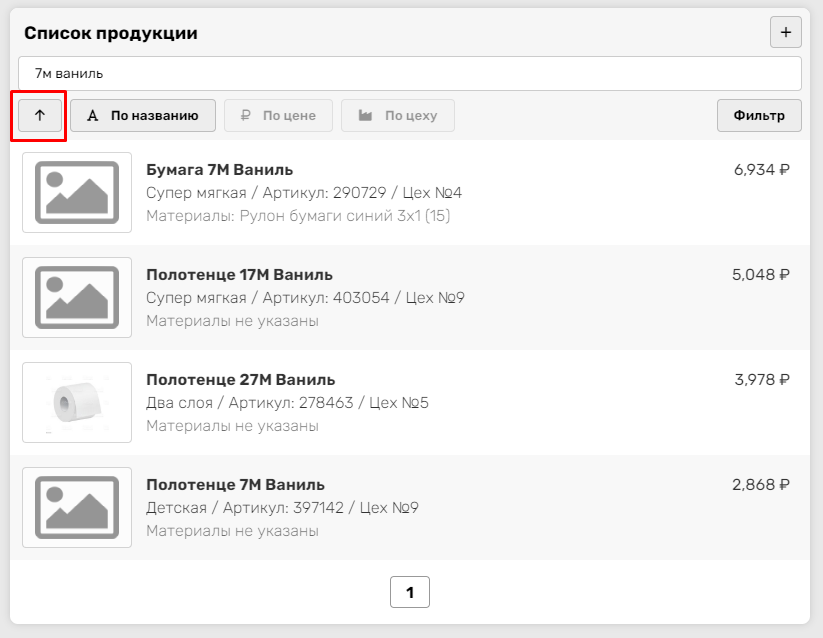 Список продукции
+
7м ваниль
↑ А По названию ₽ По цене По цеху Фильтр
Бумага 7М Ваниль 6,934 ₽
Супер мягкая / Артикул: 290729 / Цех №4
Материалы: Рулон бумаги синий 3x1 (15)
Полотенце 17М Ваниль 5,048 ₽
Супер мягкая / Артикул: 403054 / Цех №9
Материалы не указаны
Полотенце 27М Ваниль 3,978 ₽
Два слоя / Артикул: 278463 / Цех №5
Материалы не указаны
Полотенце 7М Ваниль 2,868 ₽
Детская / Артикул: 397142 / Цех №9
Материалы не указаны
1